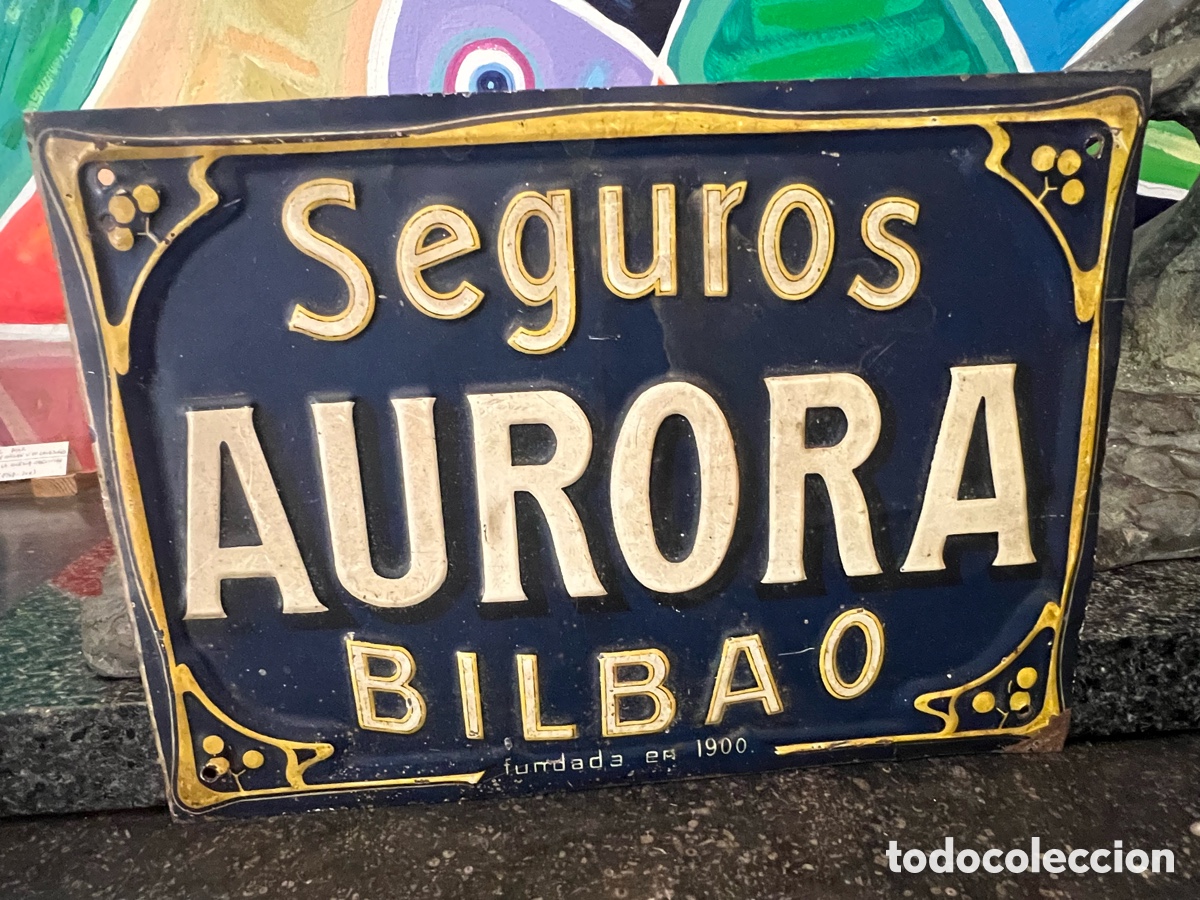 Seguros
AURORA
BILBAO
fundada en 1900.
todocoleccion